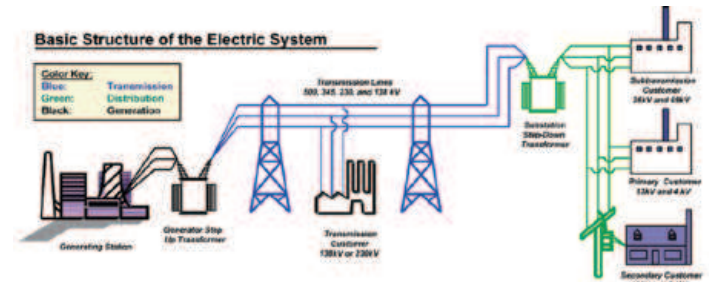 Basic Structure of the Electric System
Color Key:
Blue: Transmission
Green: Distribution
Black: Generation
Transmission Lines
500, 345, 230, and 138 kV
Substation
Step-Down
Transformer
Subtransmission
Customer
26kV and 69kV
Primary Customer
13kV and 4 kV
Generating Station
Generator Step
Up Transformer
Transmission
Customer
138kV or 230kV
Secondary Customer